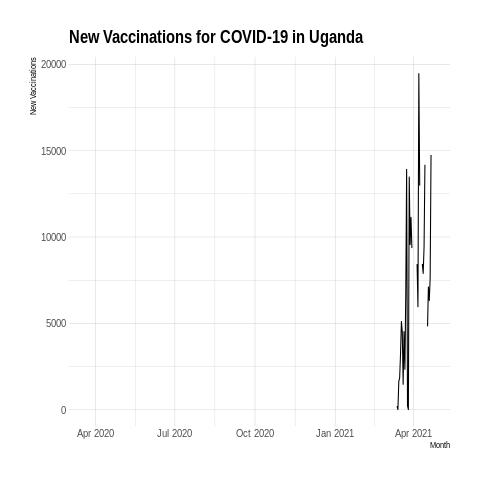 New Vaccinations for COVID-19 in Uganda
New Vaccinations
20000
15000
10000
5000
0
Apr 2020 Jul 2020 Oct 2020 Jan 2021 Apr 2021
Month